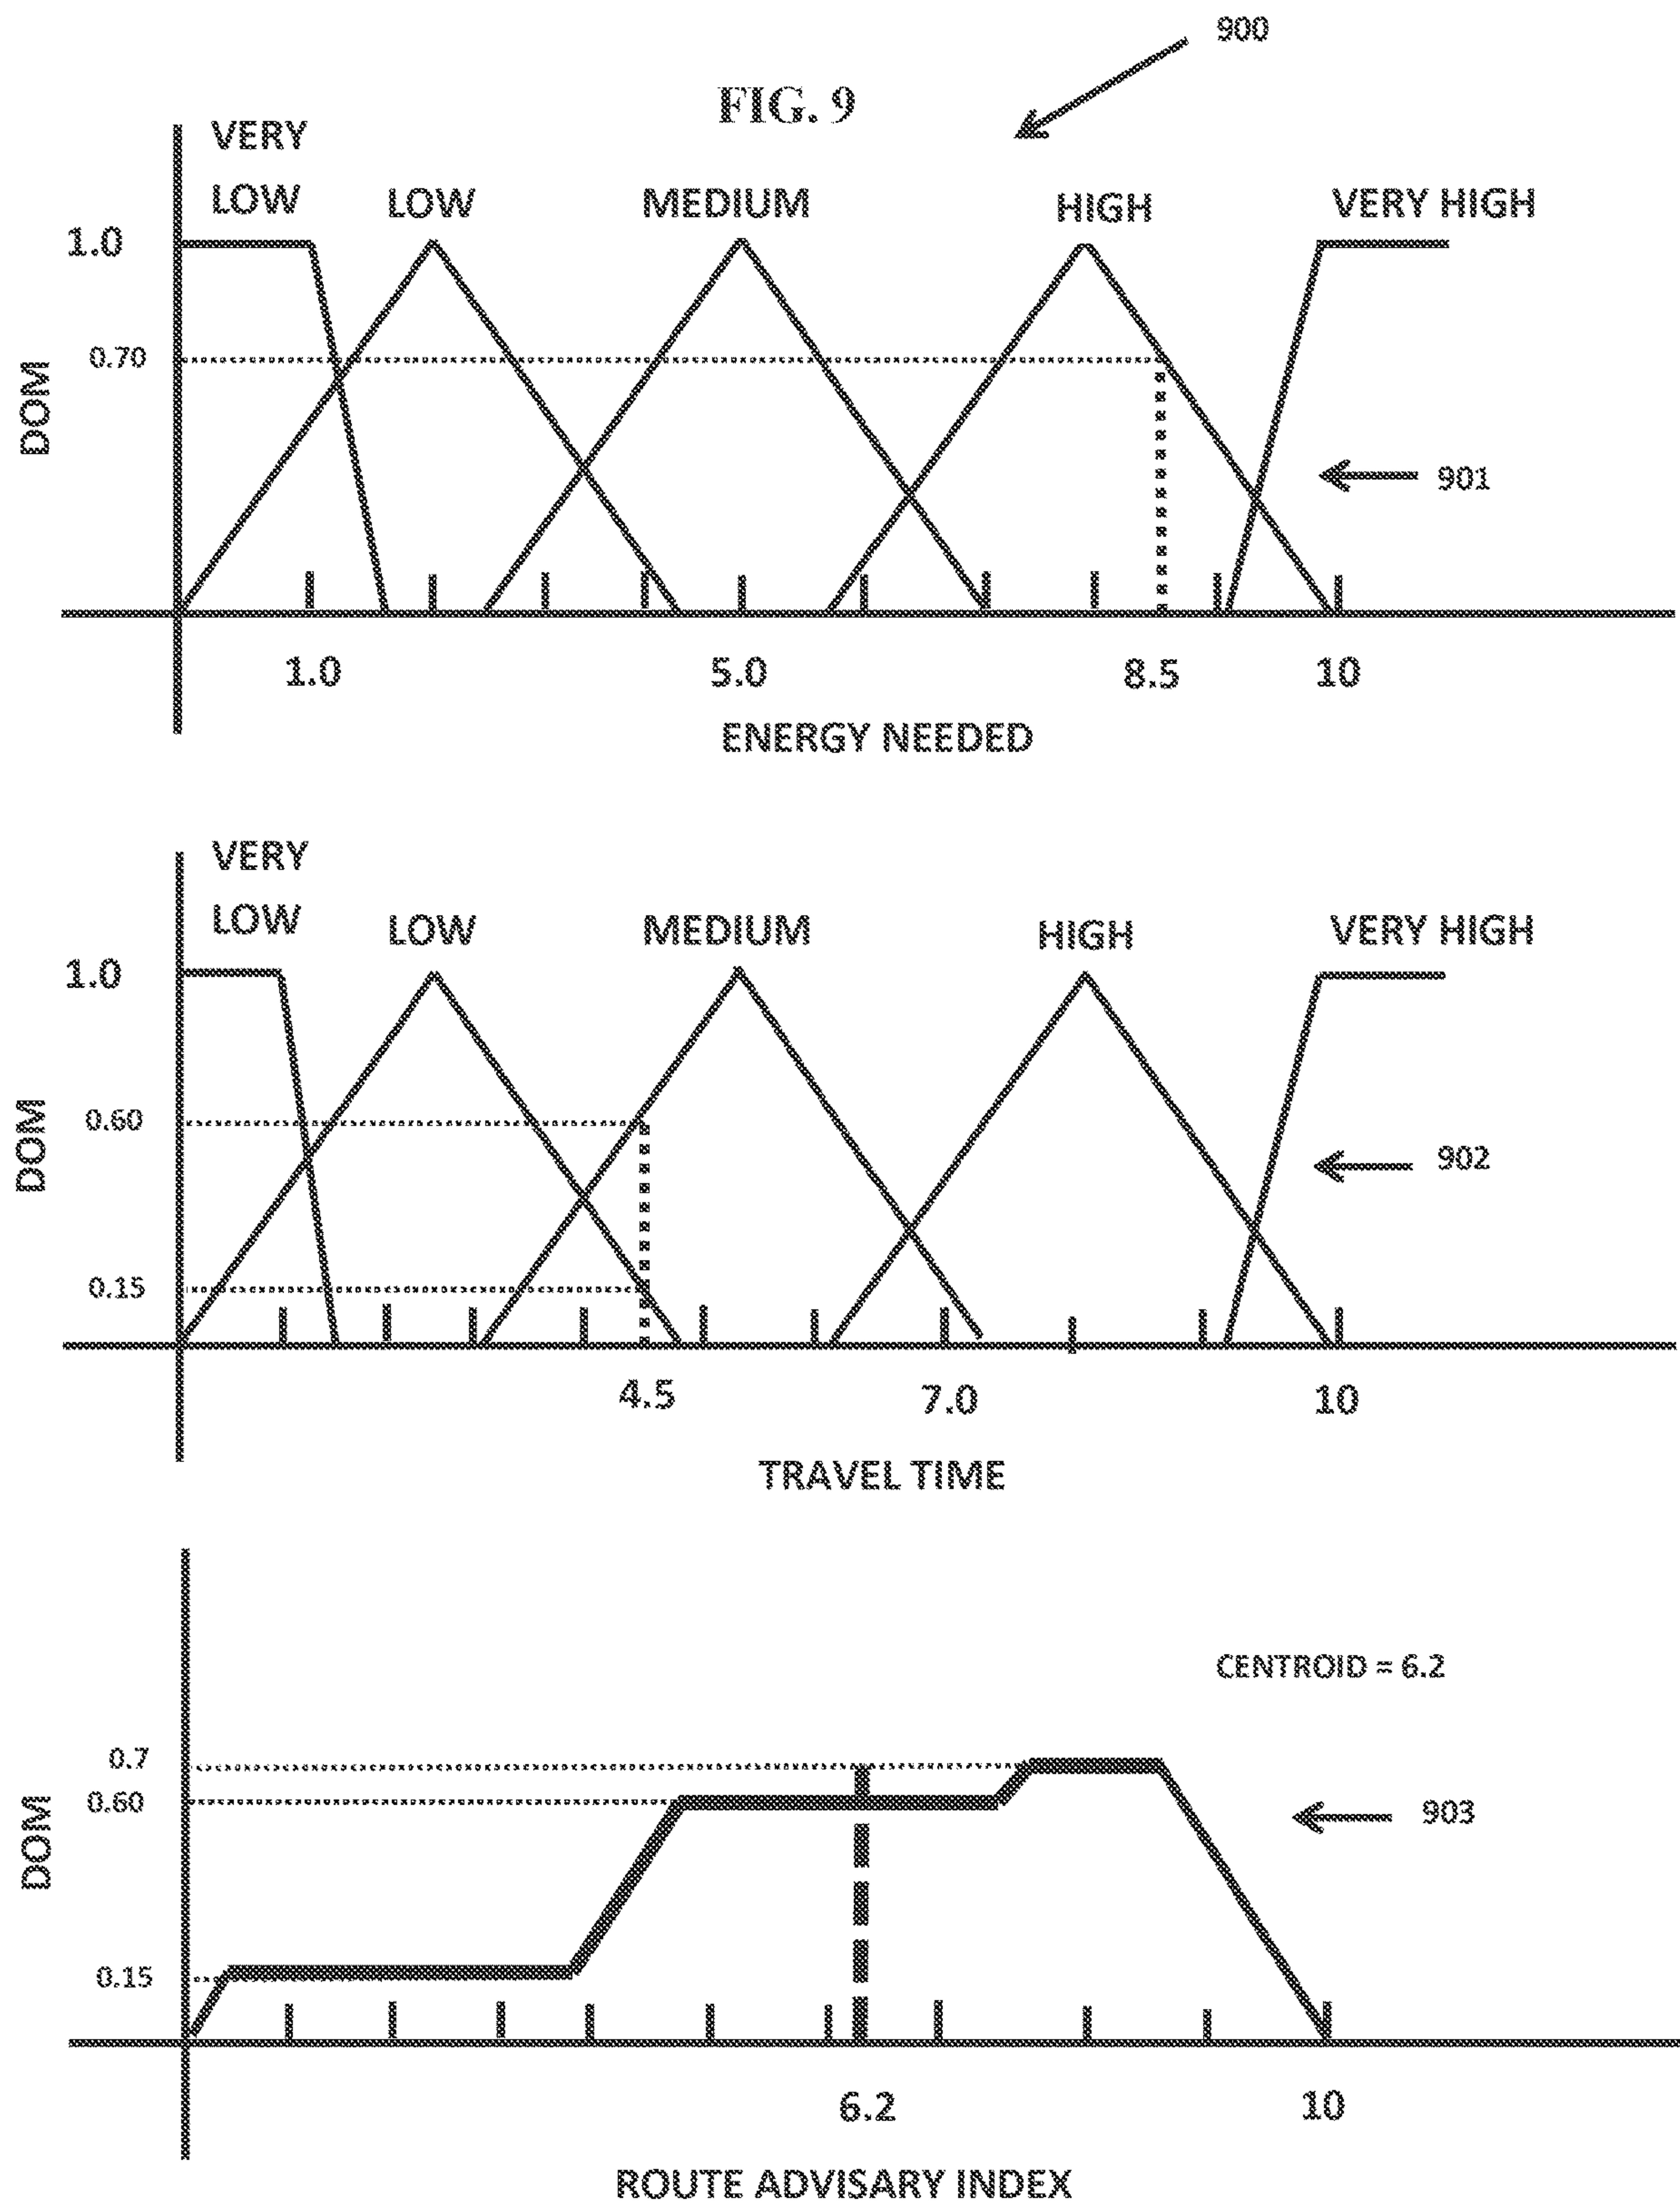 900
FIG. 9
VERY
LOW
LOW
MEDIUM
HIGH
VERY HIGH
1.0
0.70
DOM
901
1.0
5.0
8.5
10
ENERGY NEEDED
VERY
LOW
LOW
MEDIUM
HIGH
VERY HIGH
1.0
0.60
DOM
902
0.15
4.5
7.0
10
TRAVEL TIME
CENTROID = 6.2
0.7
0.60
903
DOM
0.15
6.2
10
ROUTE ADVISARY INDEX